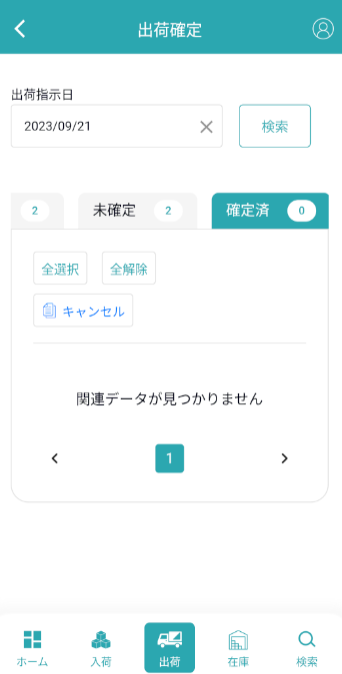 出荷確定
出荷指示日
2023/09/21
検索
2 未確定 2 確定済 0
全選択 全解除
キャンセル
関連データが見つかりません
1
ホーム 入荷 出荷 在庫 検索